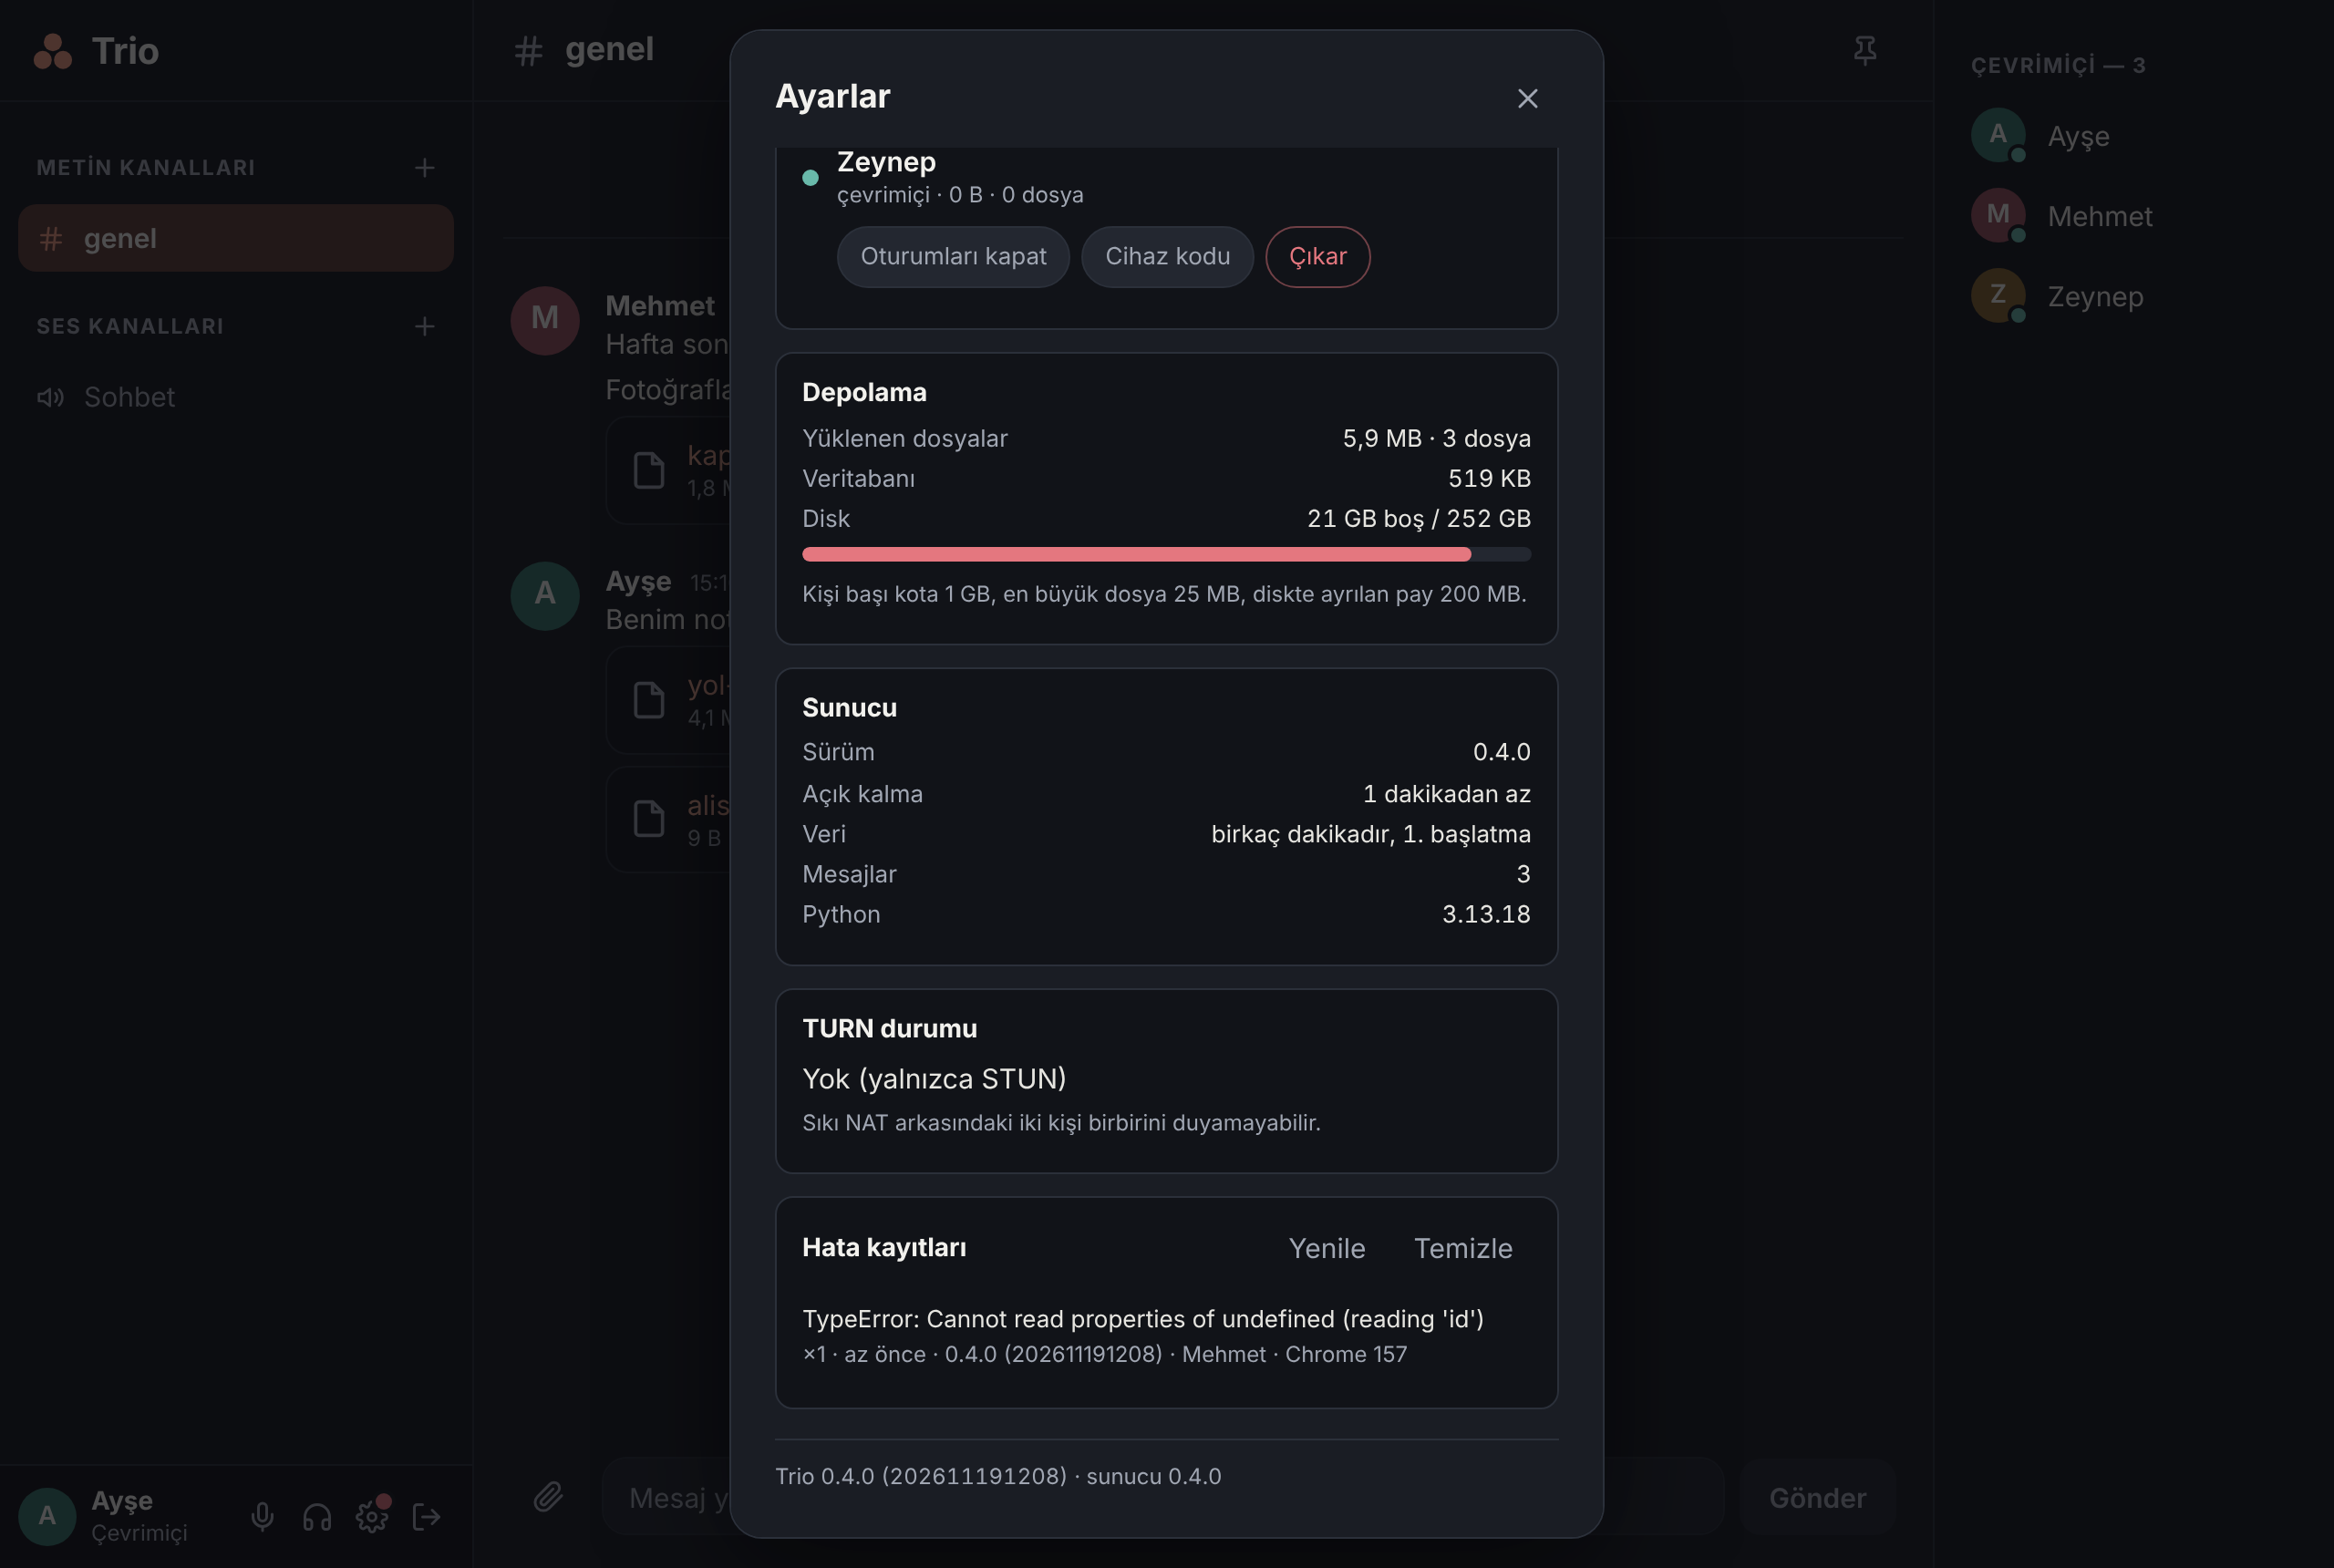 Trio
METİN KANALLARI
genel
SES KANALLARI
Sohbet
Ayşe
Çevrimiçi
# genel
Mehmet
Hafta son
Fotoğrafla
kap
1,8 M
Ayşe 15:1
Benim not
yol-
4,1 M
alis
9 B
Mesaj y
Gönder
Ayarlar
Zeynep
çevrimiçi · 0 B · 0 dosya
Oturumları kapat Cihaz kodu Çıkar
Depolama
Yüklenen dosyalar 5,9 MB · 3 dosya
Veritabanı 519 KB
Disk 21 GB boş / 252 GB
Kişi başı kota 1 GB, en büyük dosya 25 MB, diskte ayrılan pay 200 MB.
Sunucu
Sürüm 0.4.0
Açık kalma 1 dakikadan az
Veri birkaç dakikadır, 1. başlatma
Mesajlar 3
Python 3.13.18
TURN durumu
Yok (yalnızca STUN)
Sıkı NAT arkasındaki iki kişi birbirini duyamayabilir.
Hata kayıtları Yenile Temizle
TypeError: Cannot read properties of undefined (reading 'id')
×1 · az önce · 0.4.0 (202611191208) · Mehmet · Chrome 157
Trio 0.4.0 (202611191208) · sunucu 0.4.0
ÇEVRİMİÇİ — 3
A Ayşe
M Mehmet
Z Zeynep